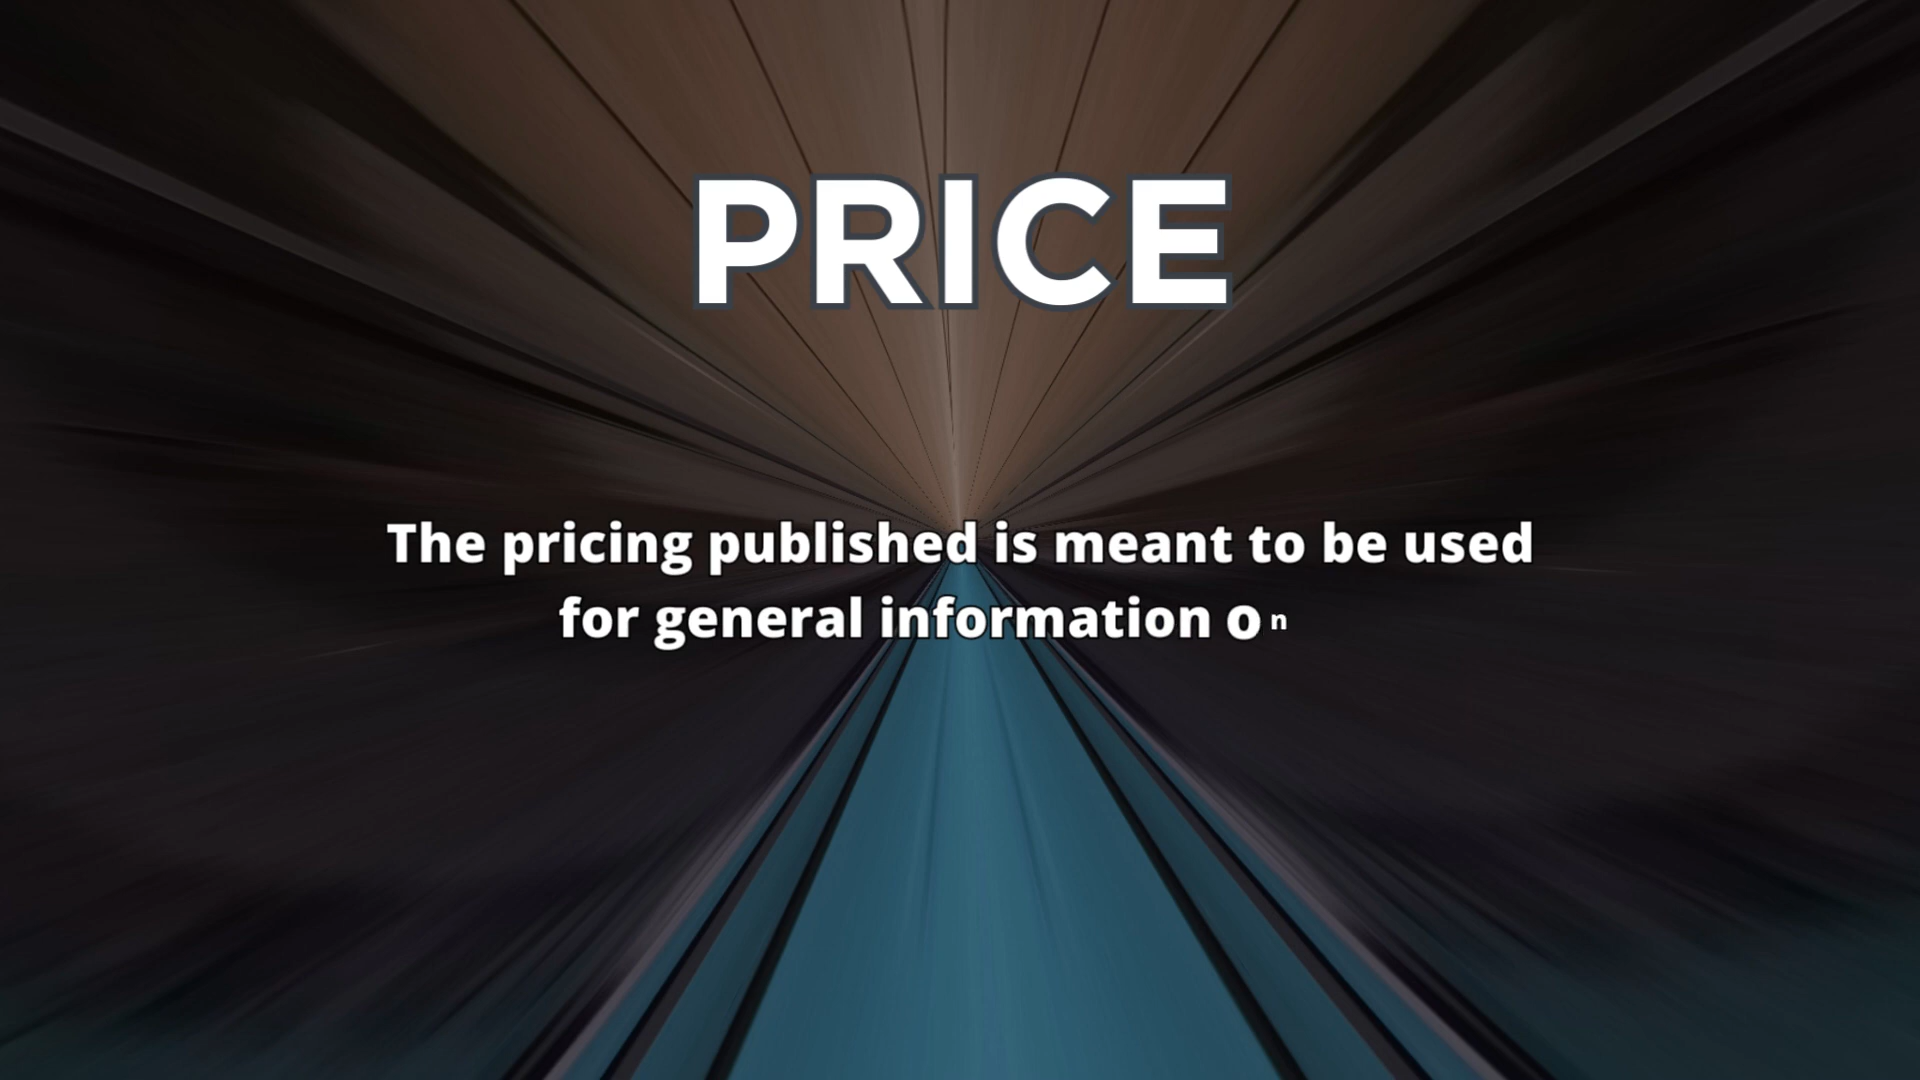 PRICE
The pricing published is meant to be used
for general information on